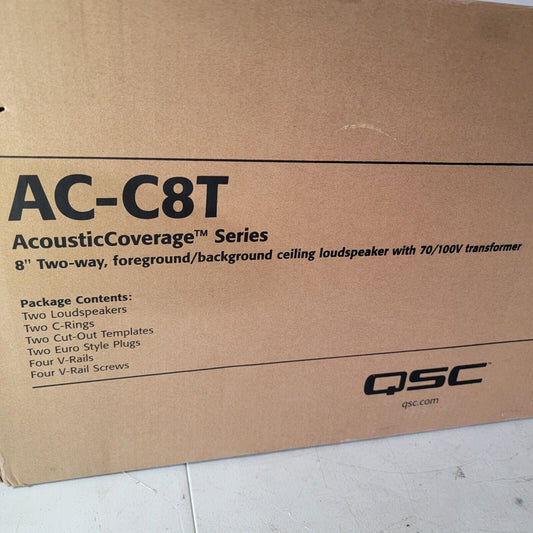 AC-C8T
AcousticCoverage™ Series
8" Two-way, foreground/background ceiling loudspeaker with 70/100V transformer
Package Contents:
Two Loudspeakers
Two C-Rings
Two Cut-Out Templates
Two Euro Style Plugs
Four V-Rails
Four V-Rail Screws
QSC
qsc.com